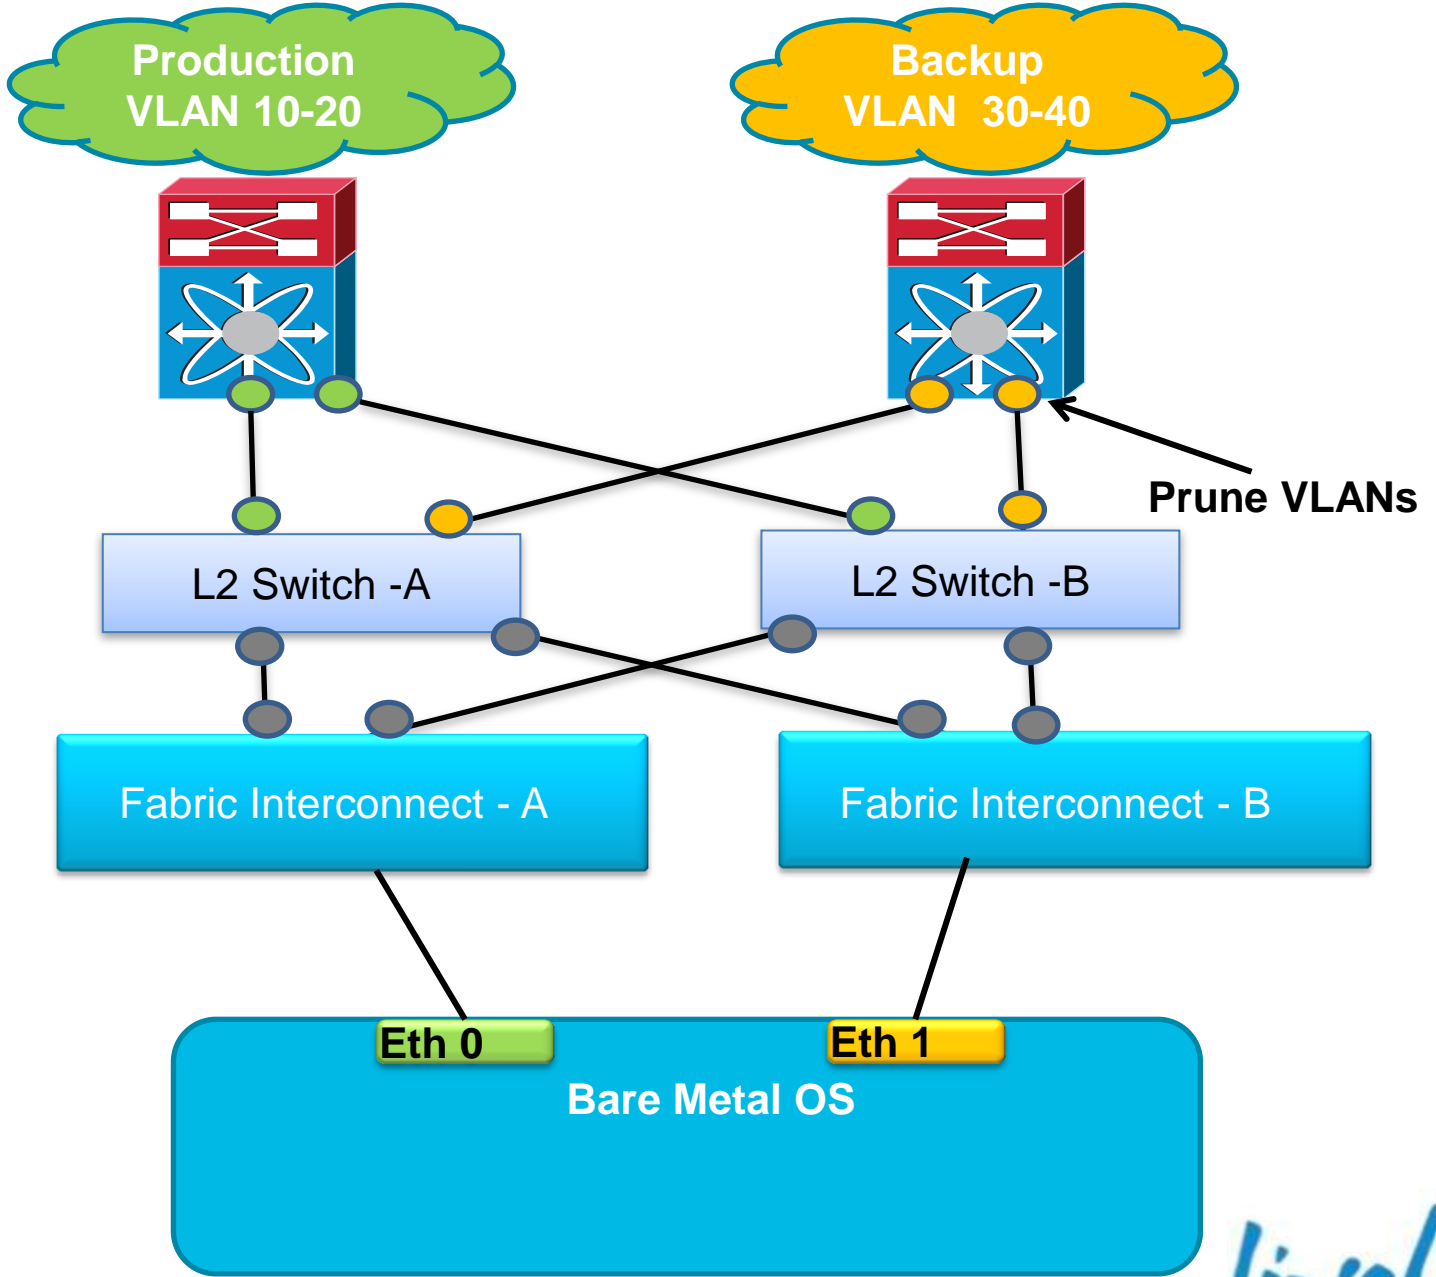 Production
VLAN 10-20
Backup
VLAN 30-40
Prune VLANs
L2 Switch -A
L2 Switch -B
Fabric Interconnect - A
Fabric Interconnect - B
Eth 0
Eth 1
Bare Metal OS